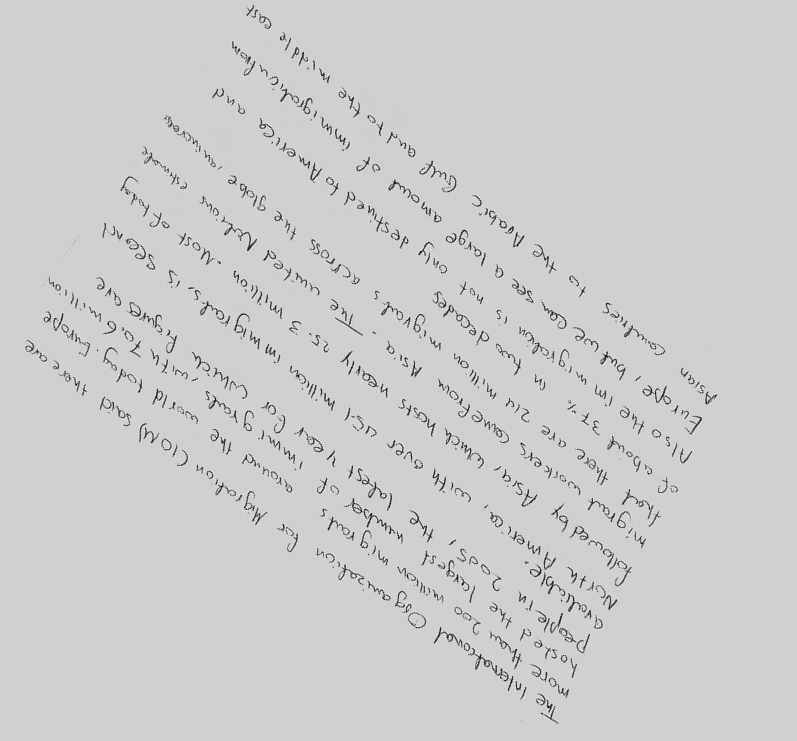 The International Organization for Migration (IOM) said there are
more than 200 million migrants around the world today. Europe
hosted the largest number of immigrants, with 70.6 million
people in 2005, the latest year for which figures are
avaliable.
North America, with over 45.1 million immigrants, is second
followed by Asia, which hosts nearly 25.3 million. Most of today
migrant workers come from Asia. The united Nations estimate
that there are 214 million migrants across the globe, an increase
of about 37% in two decades
Also the immigration is not only destined to America and
Europe, but we can see a large amount of immigration from
Asian countries to the Arabic Gulf and to the middle east